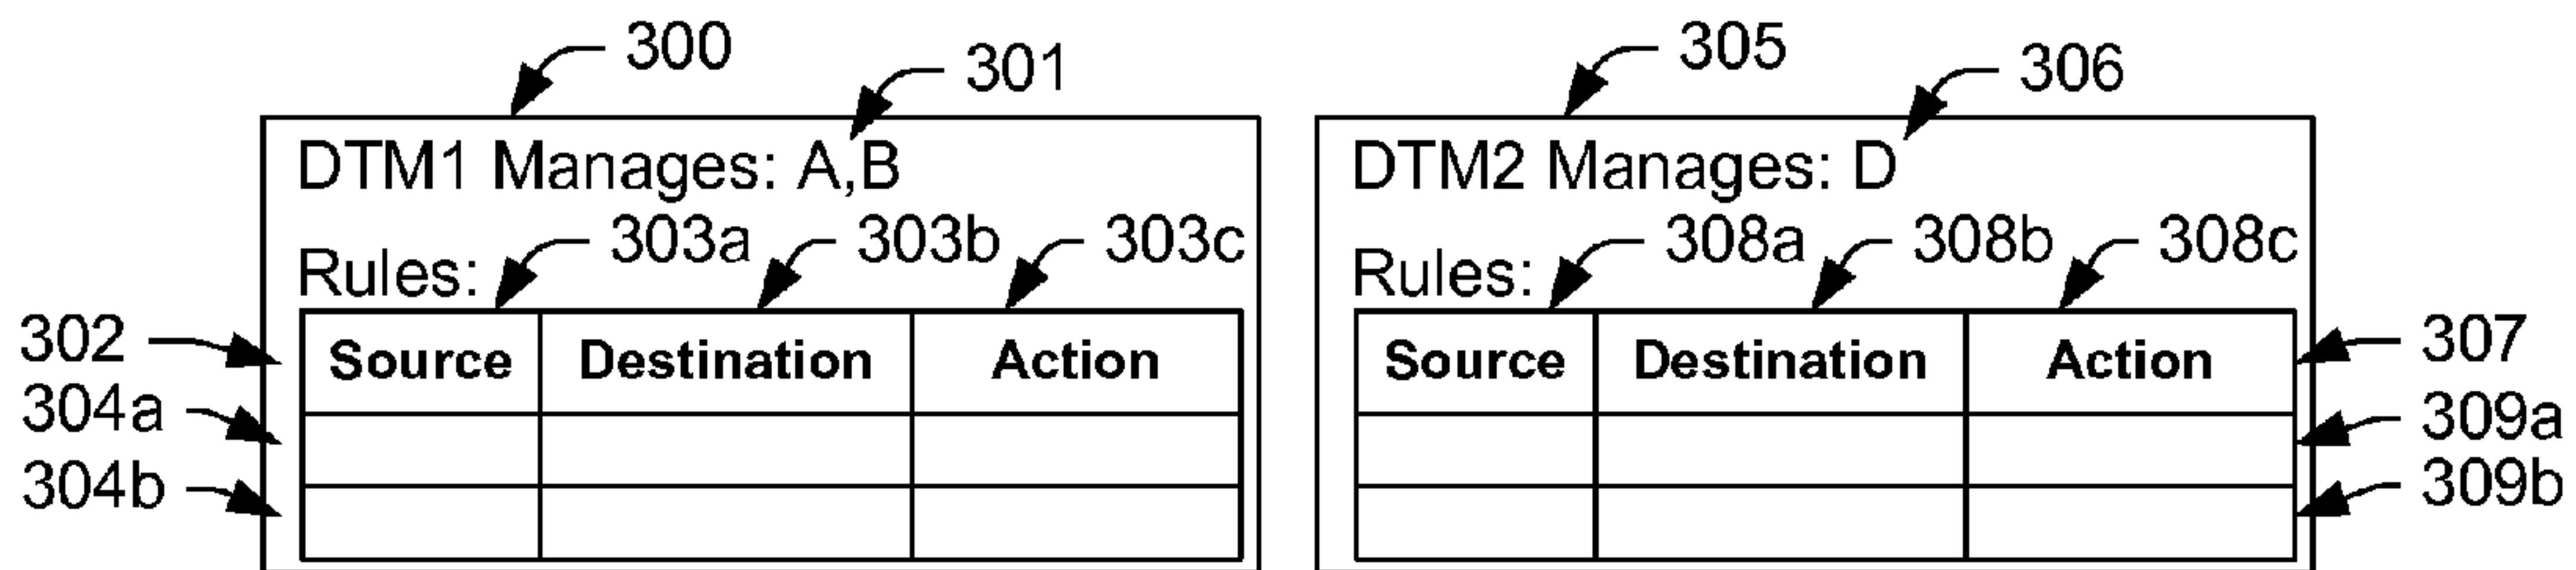 300
301
305
306
DTM1 Manages: A,B
DTM2 Manages: D
303a 303b 303c
308a 308b 308c
Rules:
Rules:
302 Source Destination Action
Source Destination Action 307
304a
309a
304b
309b